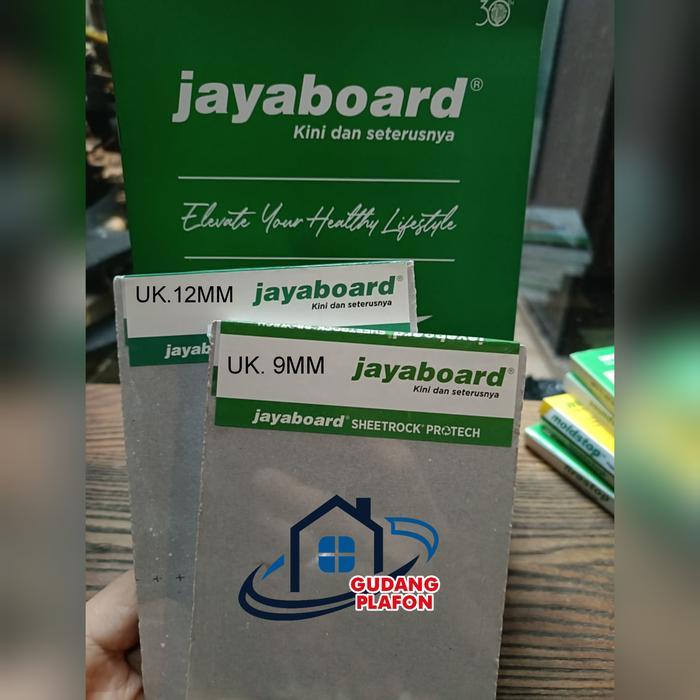 30
jayaboard®
Kini dan seterusnya
Elevate Your Healthy Lifestyle
UK.12MM
jayaboard®
Kini dan seterusnya
jayab
UK. 9MM
jayaboard®
Kini dan seterusnya
jayaboard® SHEETROCK® PROTECH
GUDANG
PLAFON
moldstop
firestop